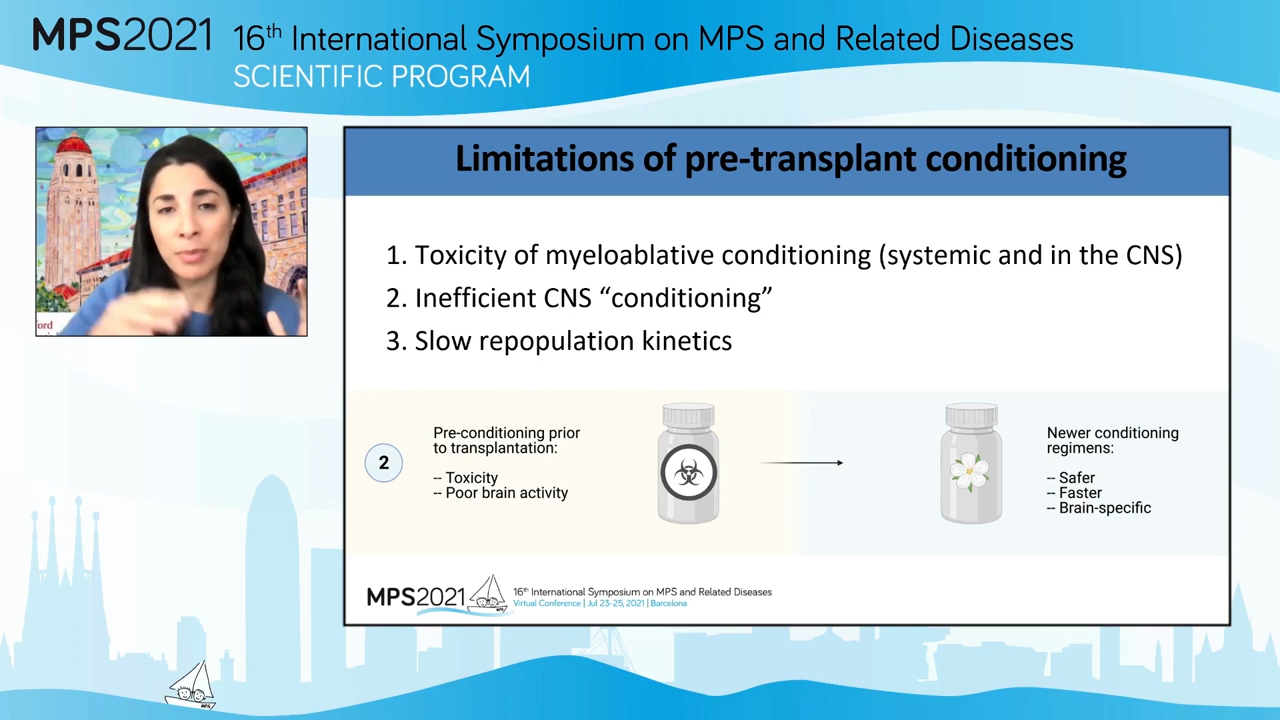 MPS2021 16th International Symposium on MPS and Related Diseases
SCIENTIFIC PROGRAM
ord
Limitations of pre-transplant conditioning
1. Toxicity of myeloablative conditioning (systemic and in the CNS)
2. Inefficient CNS “conditioning”
3. Slow repopulation kinetics
2
Pre-conditioning prior
to transplantation:
-- Toxicity
-- Poor brain activity
Newer conditioning
regimens:
-- Safer
-- Faster
-- Brain-specific
MPS2021
16th International Symposium on MPS and Related Diseases
Virtual Conference | Jul 23-25, 2021 | Barcelona
MPS